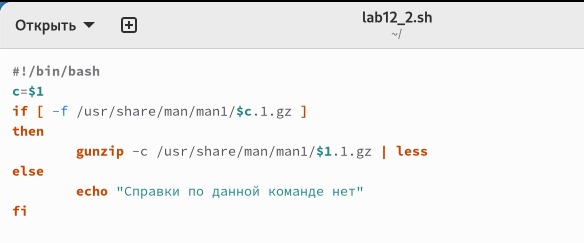 Открыть
lab12_2.sh
~/
#!/bin/bash
c=$1
if [ -f /usr/share/man/man1/$c.1.gz ]
then
        gunzip -c /usr/share/man/man1/$1.1.gz | less
else
        echo "Справки по данной команде нет"
fi